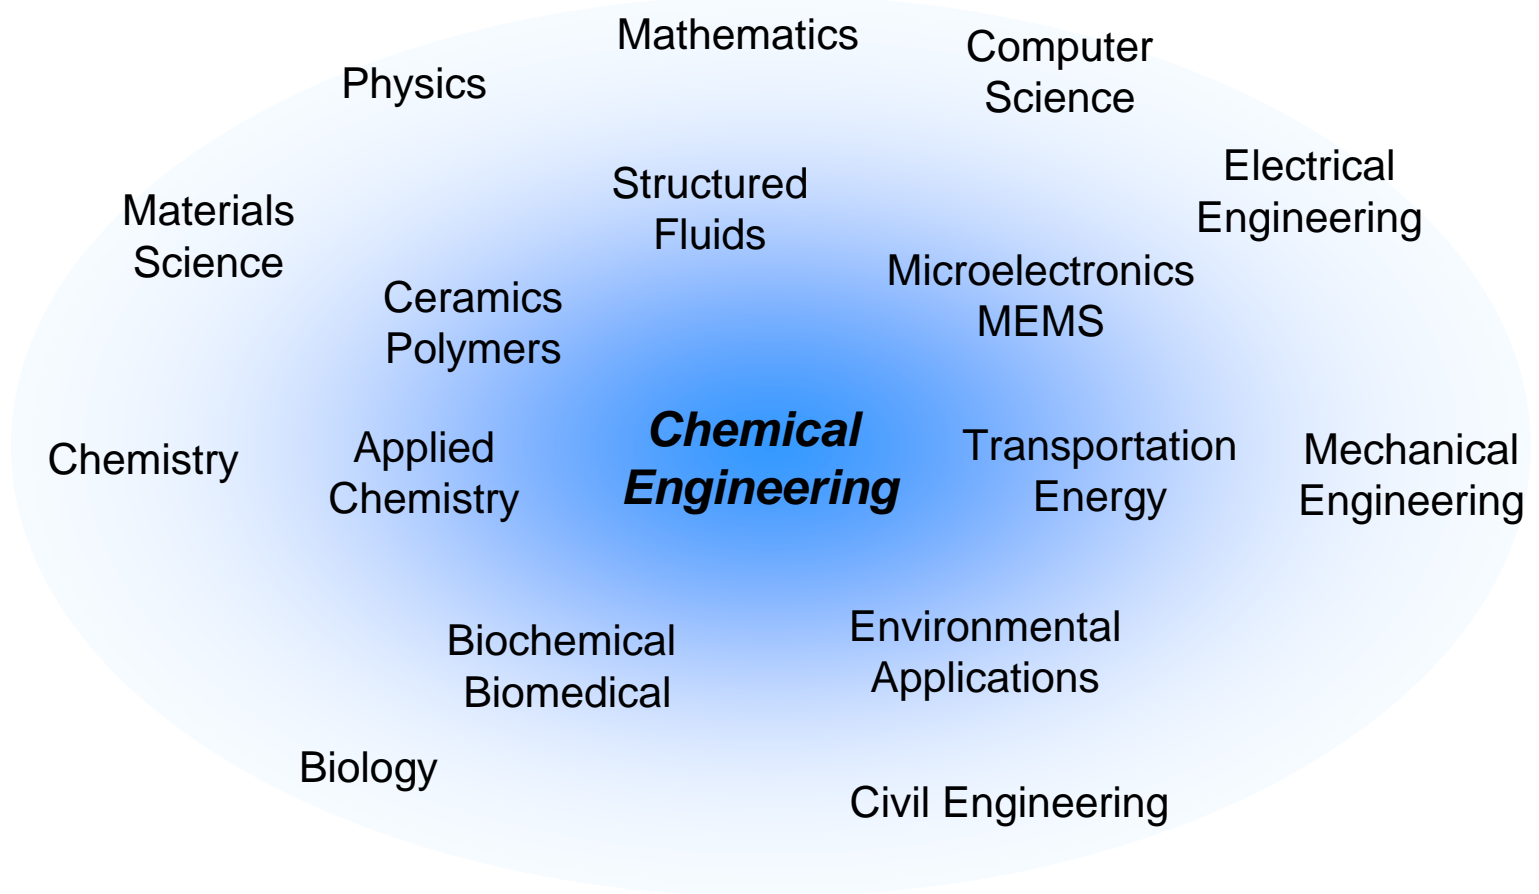 Mathematics
Computer
Science
Physics
Electrical
Engineering
Structured
Fluids
Materials
Science
Microelectronics
MEMS
Ceramics
Polymers
Chemical
Engineering
Chemistry
Applied
Chemistry
Transportation
Energy
Mechanical
Engineering
Biochemical
Biomedical
Environmental
Applications
Biology
Civil Engineering